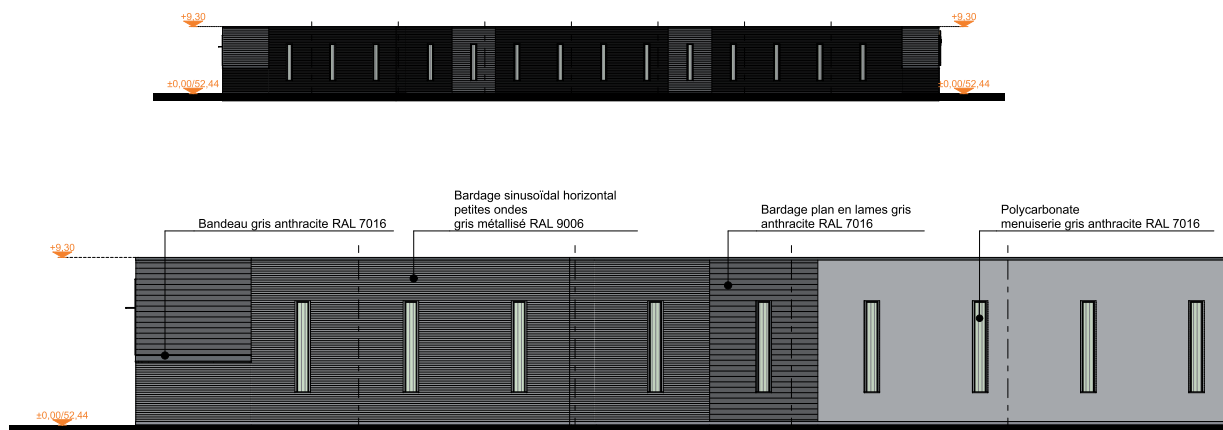 +9,30
+9,30
±0,00/52,44
±0,00/52,44
Bardage sinusoïdal horizontal
petites ondes
gris métallisé RAL 9006
Bandeau gris anthracite RAL 7016
Bardage plan en lames gris
anthracite RAL 7016
Polycarbonate
menuiserie gris anthracite RAL 7016
+9,30
±0,00/52,44